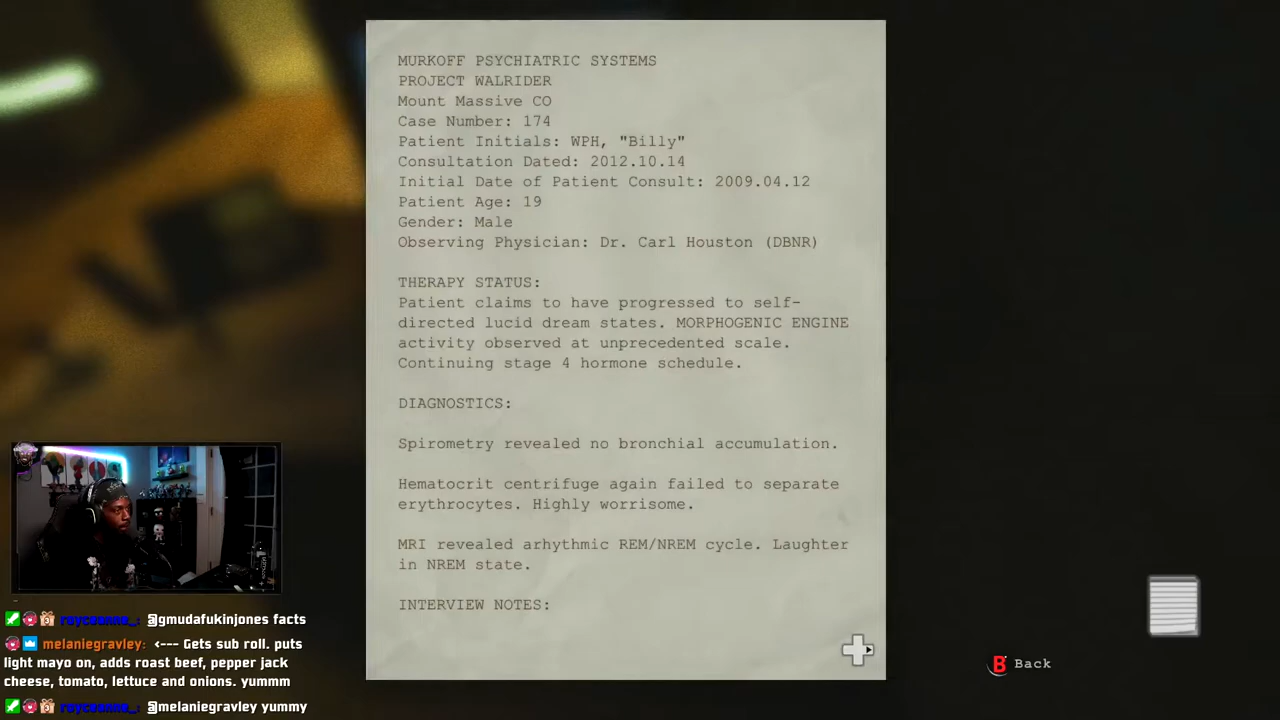 MURKOFF PSYCHIATRIC SYSTEMS
PROJECT WALRIDER
Mount Massive CO
Case Number: 174
Patient Initials: WPH, "Billy"
Consultation Dated: 2012.10.14
Initial Date of Patient Consult: 2009.04.12
Patient Age: 19
Gender: Male
Observing Physician: Dr. Carl Houston (DBNR)
THERAPY STATUS:
Patient claims to have progressed to self-
directed lucid dream states. MORPHOGENIC ENGINE
activity observed at unprecedented scale.
Continuing stage 4 hormone schedule.
DIAGNOSTICS:
Spirometry revealed no bronchial accumulation.
Hematocrit centrifuge again failed to separate
erythrocytes. Highly worrisome.
MRI revealed arhythmic REM/NREM cycle. Laughter
in NREM state.
INTERVIEW NOTES:
B Back
@gmudafukinjones facts
melaniegravley: <--- Gets sub roll. puts
light mayo on, adds roast beef, pepper jack
cheese, tomato, lettuce and onions. yummm
@melaniegravley yummy